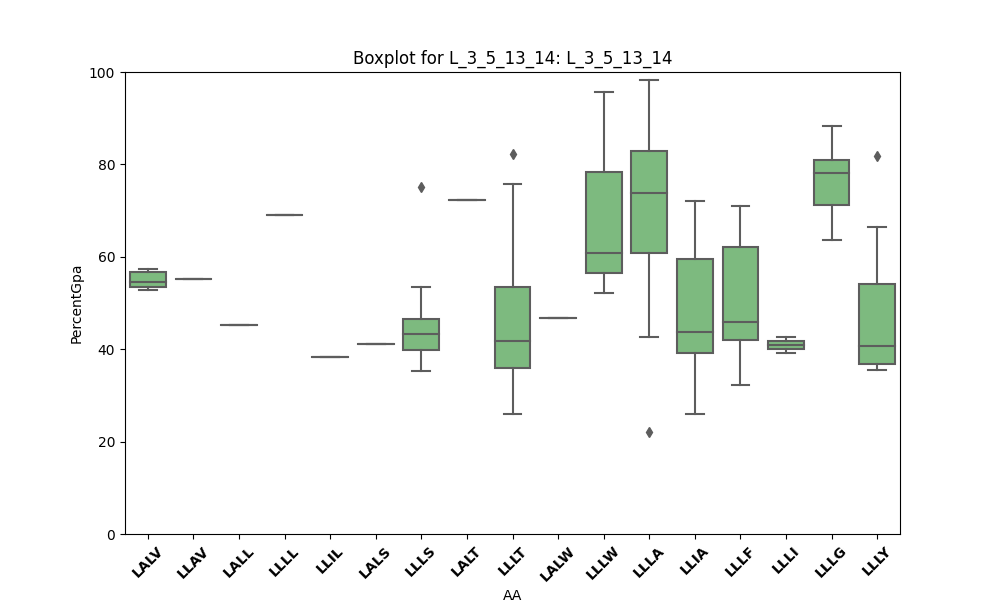 Boxplot for L_3_5_13_14: L_3_5_13_14
100
80
60
40
20
0
PercentGpa
LALV LLAV LALL LLLL LLIL LALS LLLS LALT LLLT LALW LLLW LLLA LLIA LLLF LLLI LLLG LLLY
AA